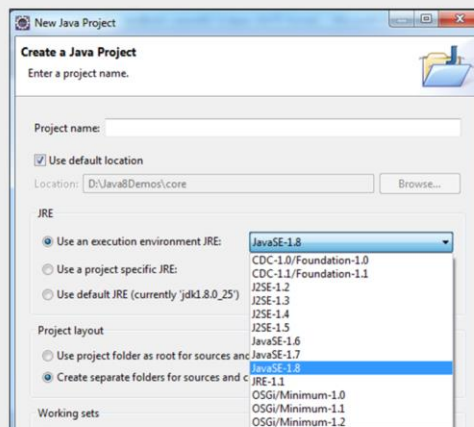 New Java Project
Create a Java Project
Enter a project name.
Project name:
Use default location
Location: D:\Java8Demos\core Browse...
JRE
Use an execution environment JRE: JavaSE-1.8
CDC-1.0/Foundation-1.0
CDC-1.1/Foundation-1.1
Use a project specific JRE:
J2SE-1.2
J2SE-1.3
Use default JRE (currently 'jdk1.8.0_25')
J2SE-1.4
J2SE-1.5
Project layout
JavaSE-1.6
Use project folder as root for sources and
JavaSE-1.7
JavaSE-1.8
Create separate folders for sources and c
JRE-1.1
OSGi/Minimum-1.0
Working sets
OSGi/Minimum-1.1
OSGi/Minimum-1.2